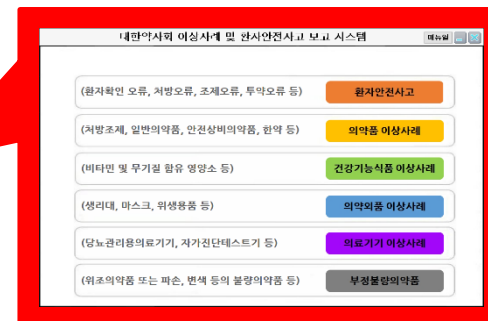 대한약사회 이상사례 및 환자안전사고 보고 시스템 매뉴얼
(환자확인 오류, 처방오류, 조제오류, 투약오류 등) 환자안전사고
(처방조제, 일반의약품, 안전상비의약품, 한약 등) 의약품 이상사례
(비타민 및 무기질 함유 영양소 등) 건강기능식품 이상사례
(생리대, 마스크, 위생용품 등) 의약외품 이상사례
(당뇨관리용의료기기, 자가진단테스트기 등) 의료기기 이상사례
(위조의약품 또는 파손, 변색 등의 불량의약품 등) 부정불량의약품